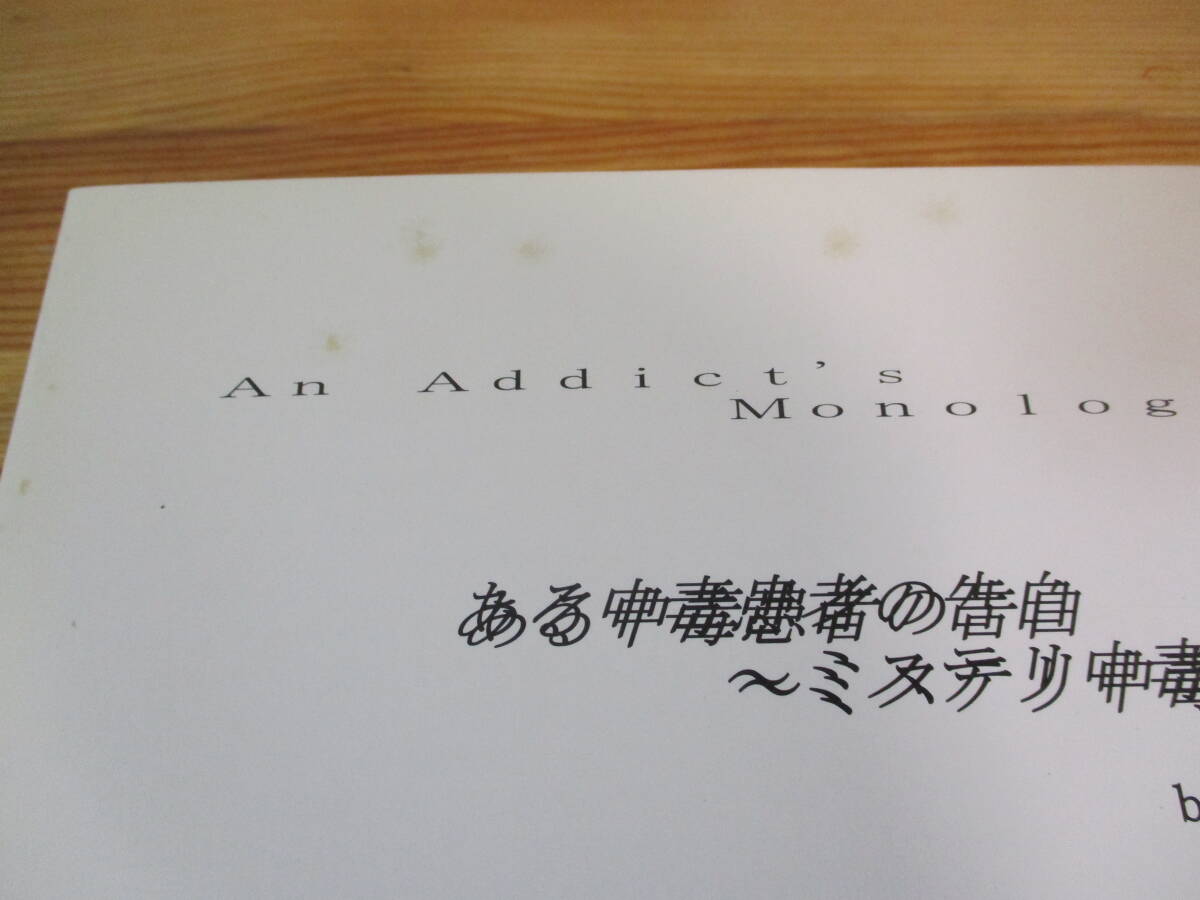 An Addict's
Monolog
ある中毒患者の告白
～ミステリ中毒
b